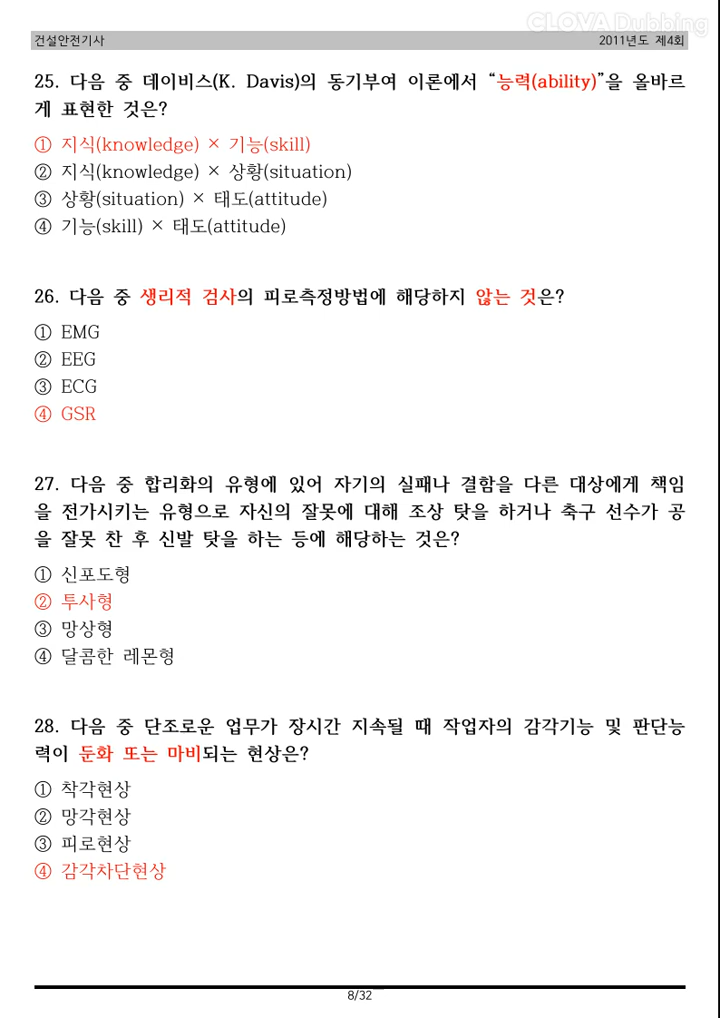 CLOVA Dubbing
건설안전기사 2011년도 제4회
25. 다음 중 데이비스(K. Davis)의 동기부여 이론에서 “능력(ability)”을 올바르
게 표현한 것은?
① 지식(knowledge) × 기능(skill)
② 지식(knowledge) × 상황(situation)
③ 상황(situation) × 태도(attitude)
④ 기능(skill) × 태도(attitude)
26. 다음 중 생리적 검사의 피로측정방법에 해당하지 않는 것은?
① EMG
② EEG
③ ECG
④ GSR
27. 다음 중 합리화의 유형에 있어 자기의 실패나 결함을 다른 대상에게 책임
을 전가시키는 유형으로 자신의 잘못에 대해 조상 탓을 하거나 축구 선수가 공
을 잘못 찬 후 신발 탓을 하는 등에 해당하는 것은?
① 신포도형
② 투사형
③ 망상형
④ 달콤한 레몬형
28. 다음 중 단조로운 업무가 장시간 지속될 때 작업자의 감각기능 및 판단능
력이 둔화 또는 마비되는 현상은?
① 착각현상
② 망각현상
③ 피로현상
④ 감각차단현상
8/32